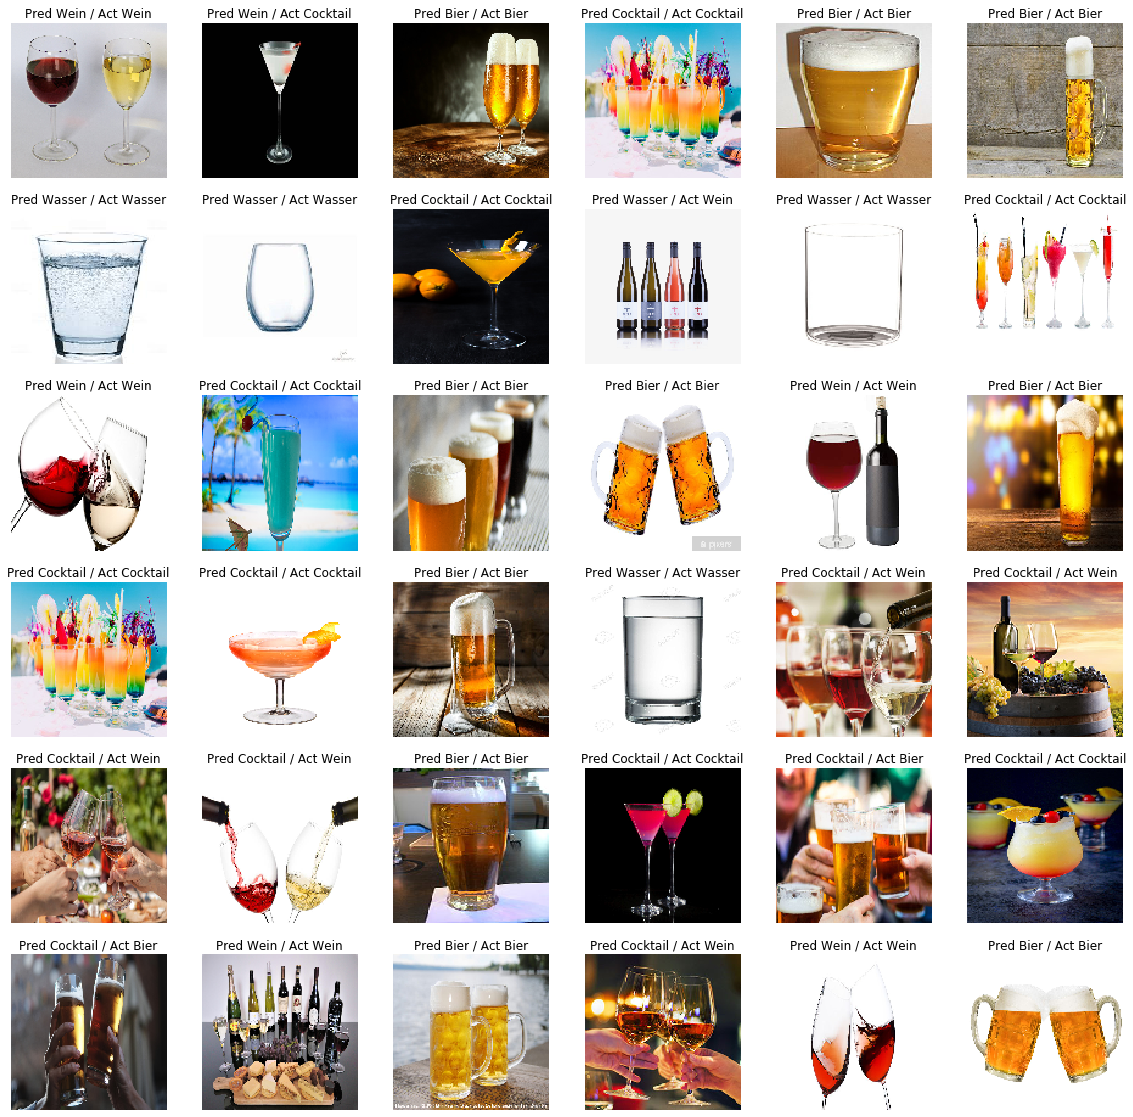 Pred Wein / Act Wein
Pred Wein / Act Cocktail
Pred Bier / Act Bier
Pred Cocktail / Act Cocktail
Pred Bier / Act Bier
Pred Bier / Act Bier
Pred Wasser / Act Wasser
Pred Wasser / Act Wasser
Pred Cocktail / Act Cocktail
Pred Wasser / Act Wein
Pred Wasser / Act Wasser
Pred Cocktail / Act Cocktail
Pred Wein / Act Wein
Pred Cocktail / Act Cocktail
Pred Bier / Act Bier
Pred Bier / Act Bier
Pred Wein / Act Wein
Pred Bier / Act Bier
Pred Cocktail / Act Cocktail
Pred Cocktail / Act Cocktail
Pred Bier / Act Bier
Pred Wasser / Act Wasser
Pred Cocktail / Act Wein
Pred Cocktail / Act Wein
Pred Cocktail / Act Wein
Pred Cocktail / Act Wein
Pred Bier / Act Bier
Pred Cocktail / Act Cocktail
Pred Cocktail / Act Bier
Pred Cocktail / Act Cocktail
Pred Cocktail / Act Bier
Pred Wein / Act Wein
Pred Bier / Act Bier
Pred Cocktail / Act Wein
Pred Wein / Act Wein
Pred Bier / Act Bier